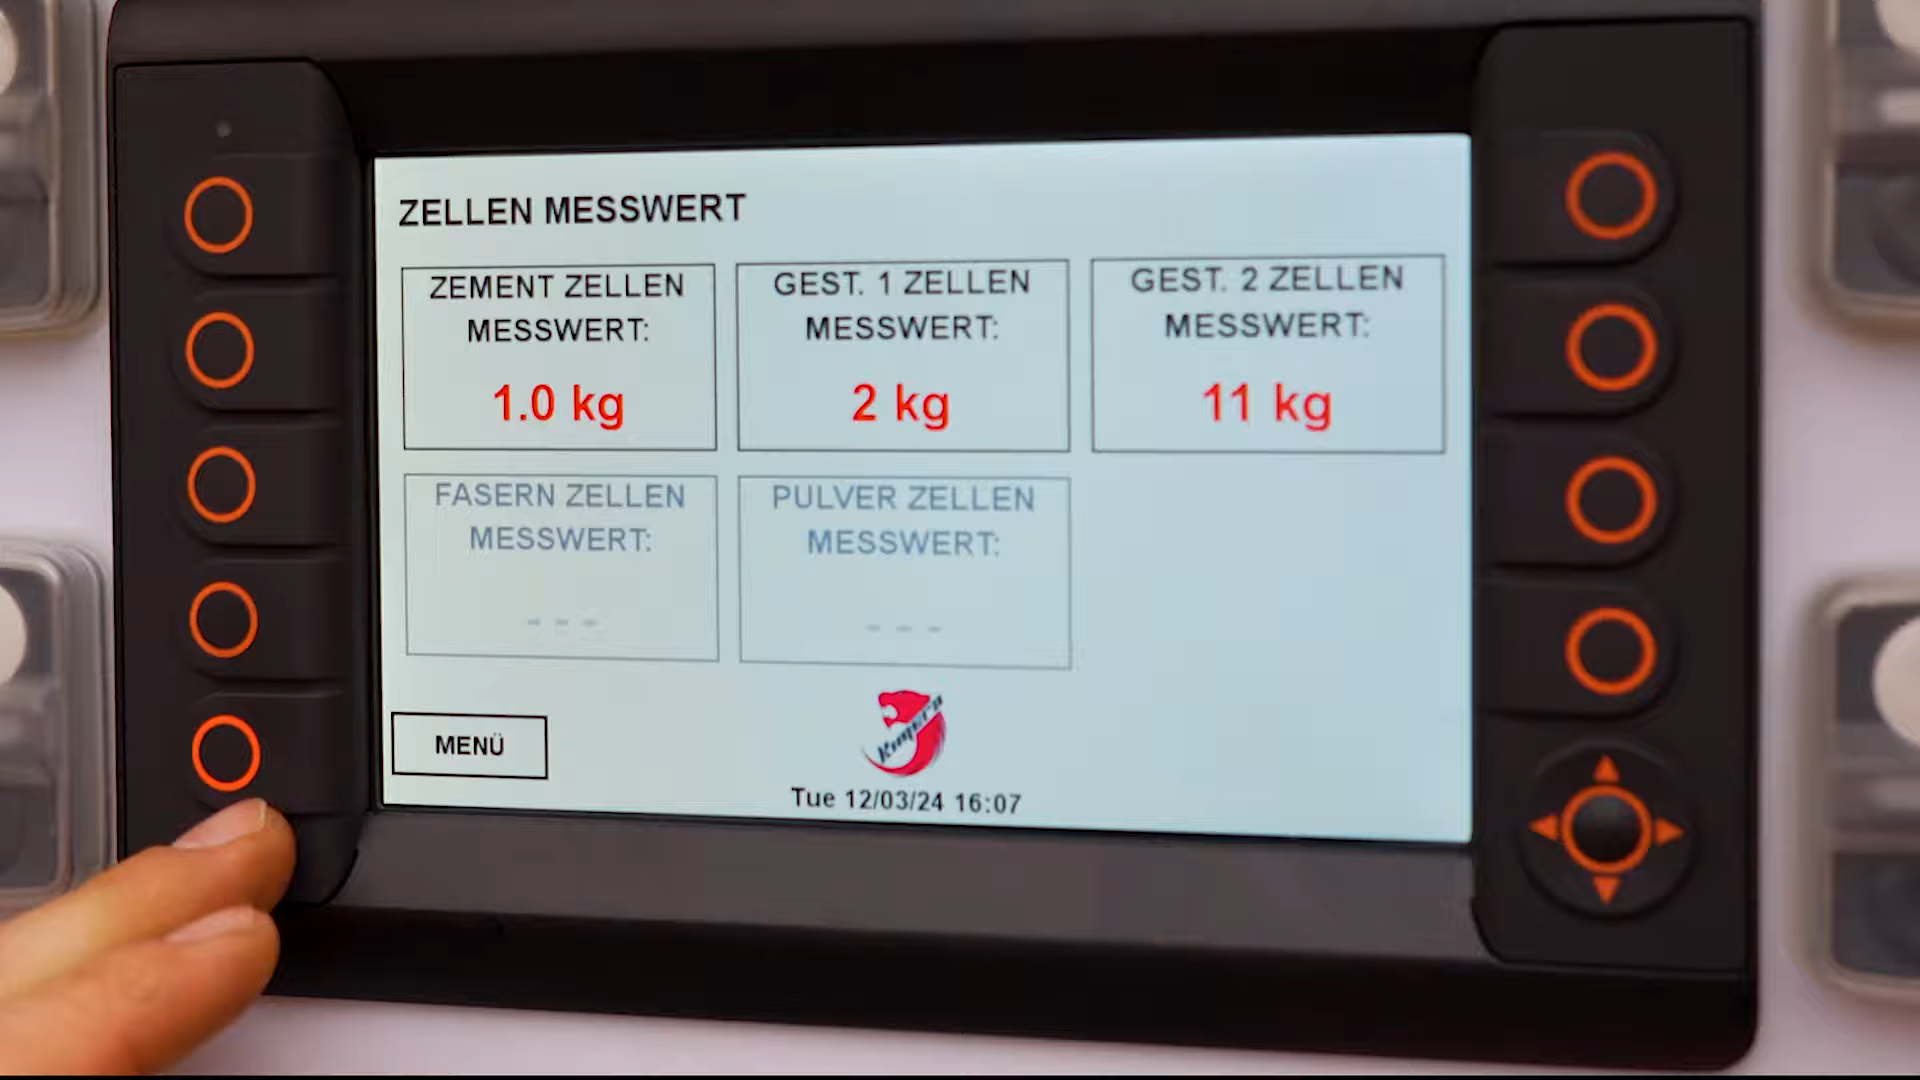 ZELLEN MESSWERT
ZEMENT ZELLEN
MESSWERT:
1.0 kg
GEST. 1 ZELLEN
MESSWERT:
2 kg
GEST. 2 ZELLEN
MESSWERT:
11 kg
FASERN ZELLEN
MESSWERT:
- - -
PULVER ZELLEN
MESSWERT:
- - -
MENÜ
Kimera
Tue 12/03/24 16:07